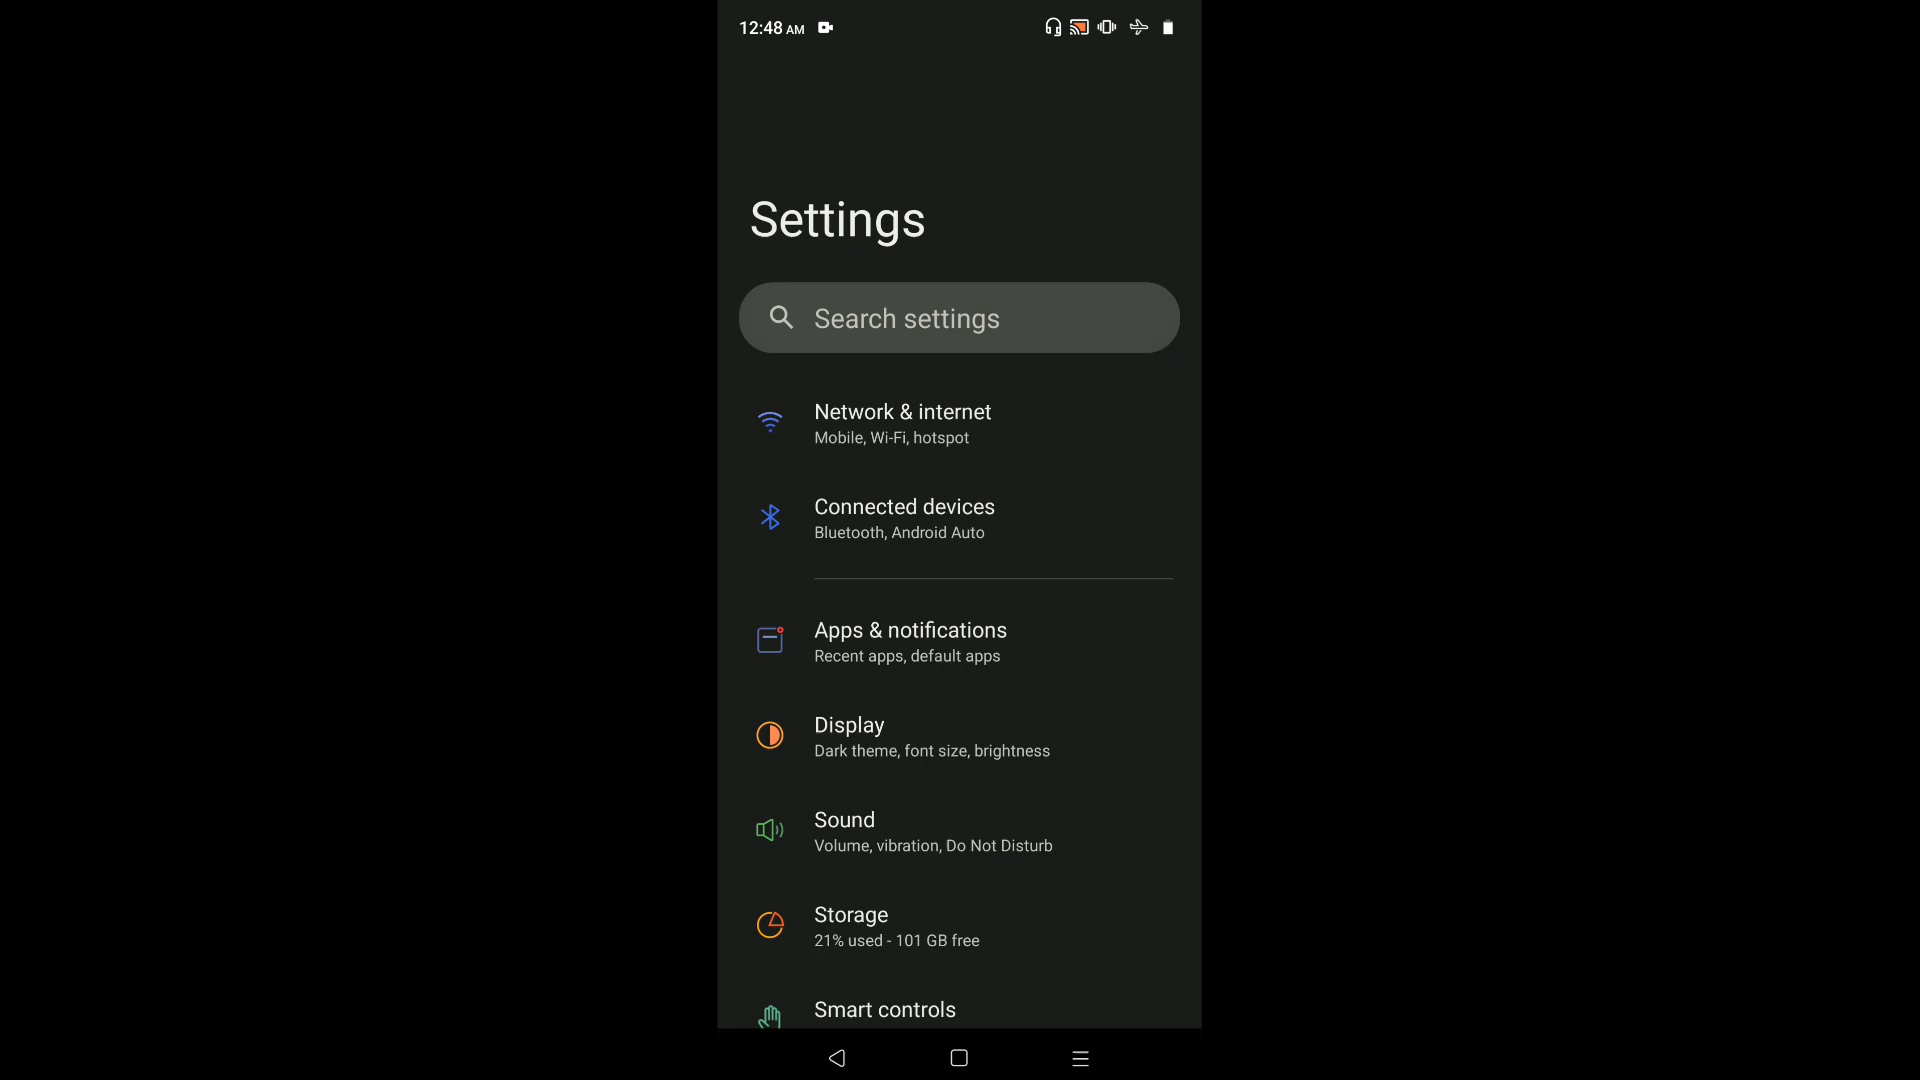 12:48 AM
Settings
Search settings
Network & internet
Mobile, Wi-Fi, hotspot
Connected devices
Bluetooth, Android Auto
Apps & notifications
Recent apps, default apps
Display
Dark theme, font size, brightness
Sound
Volume, vibration, Do Not Disturb
Storage
21% used - 101 GB free
Smart controls